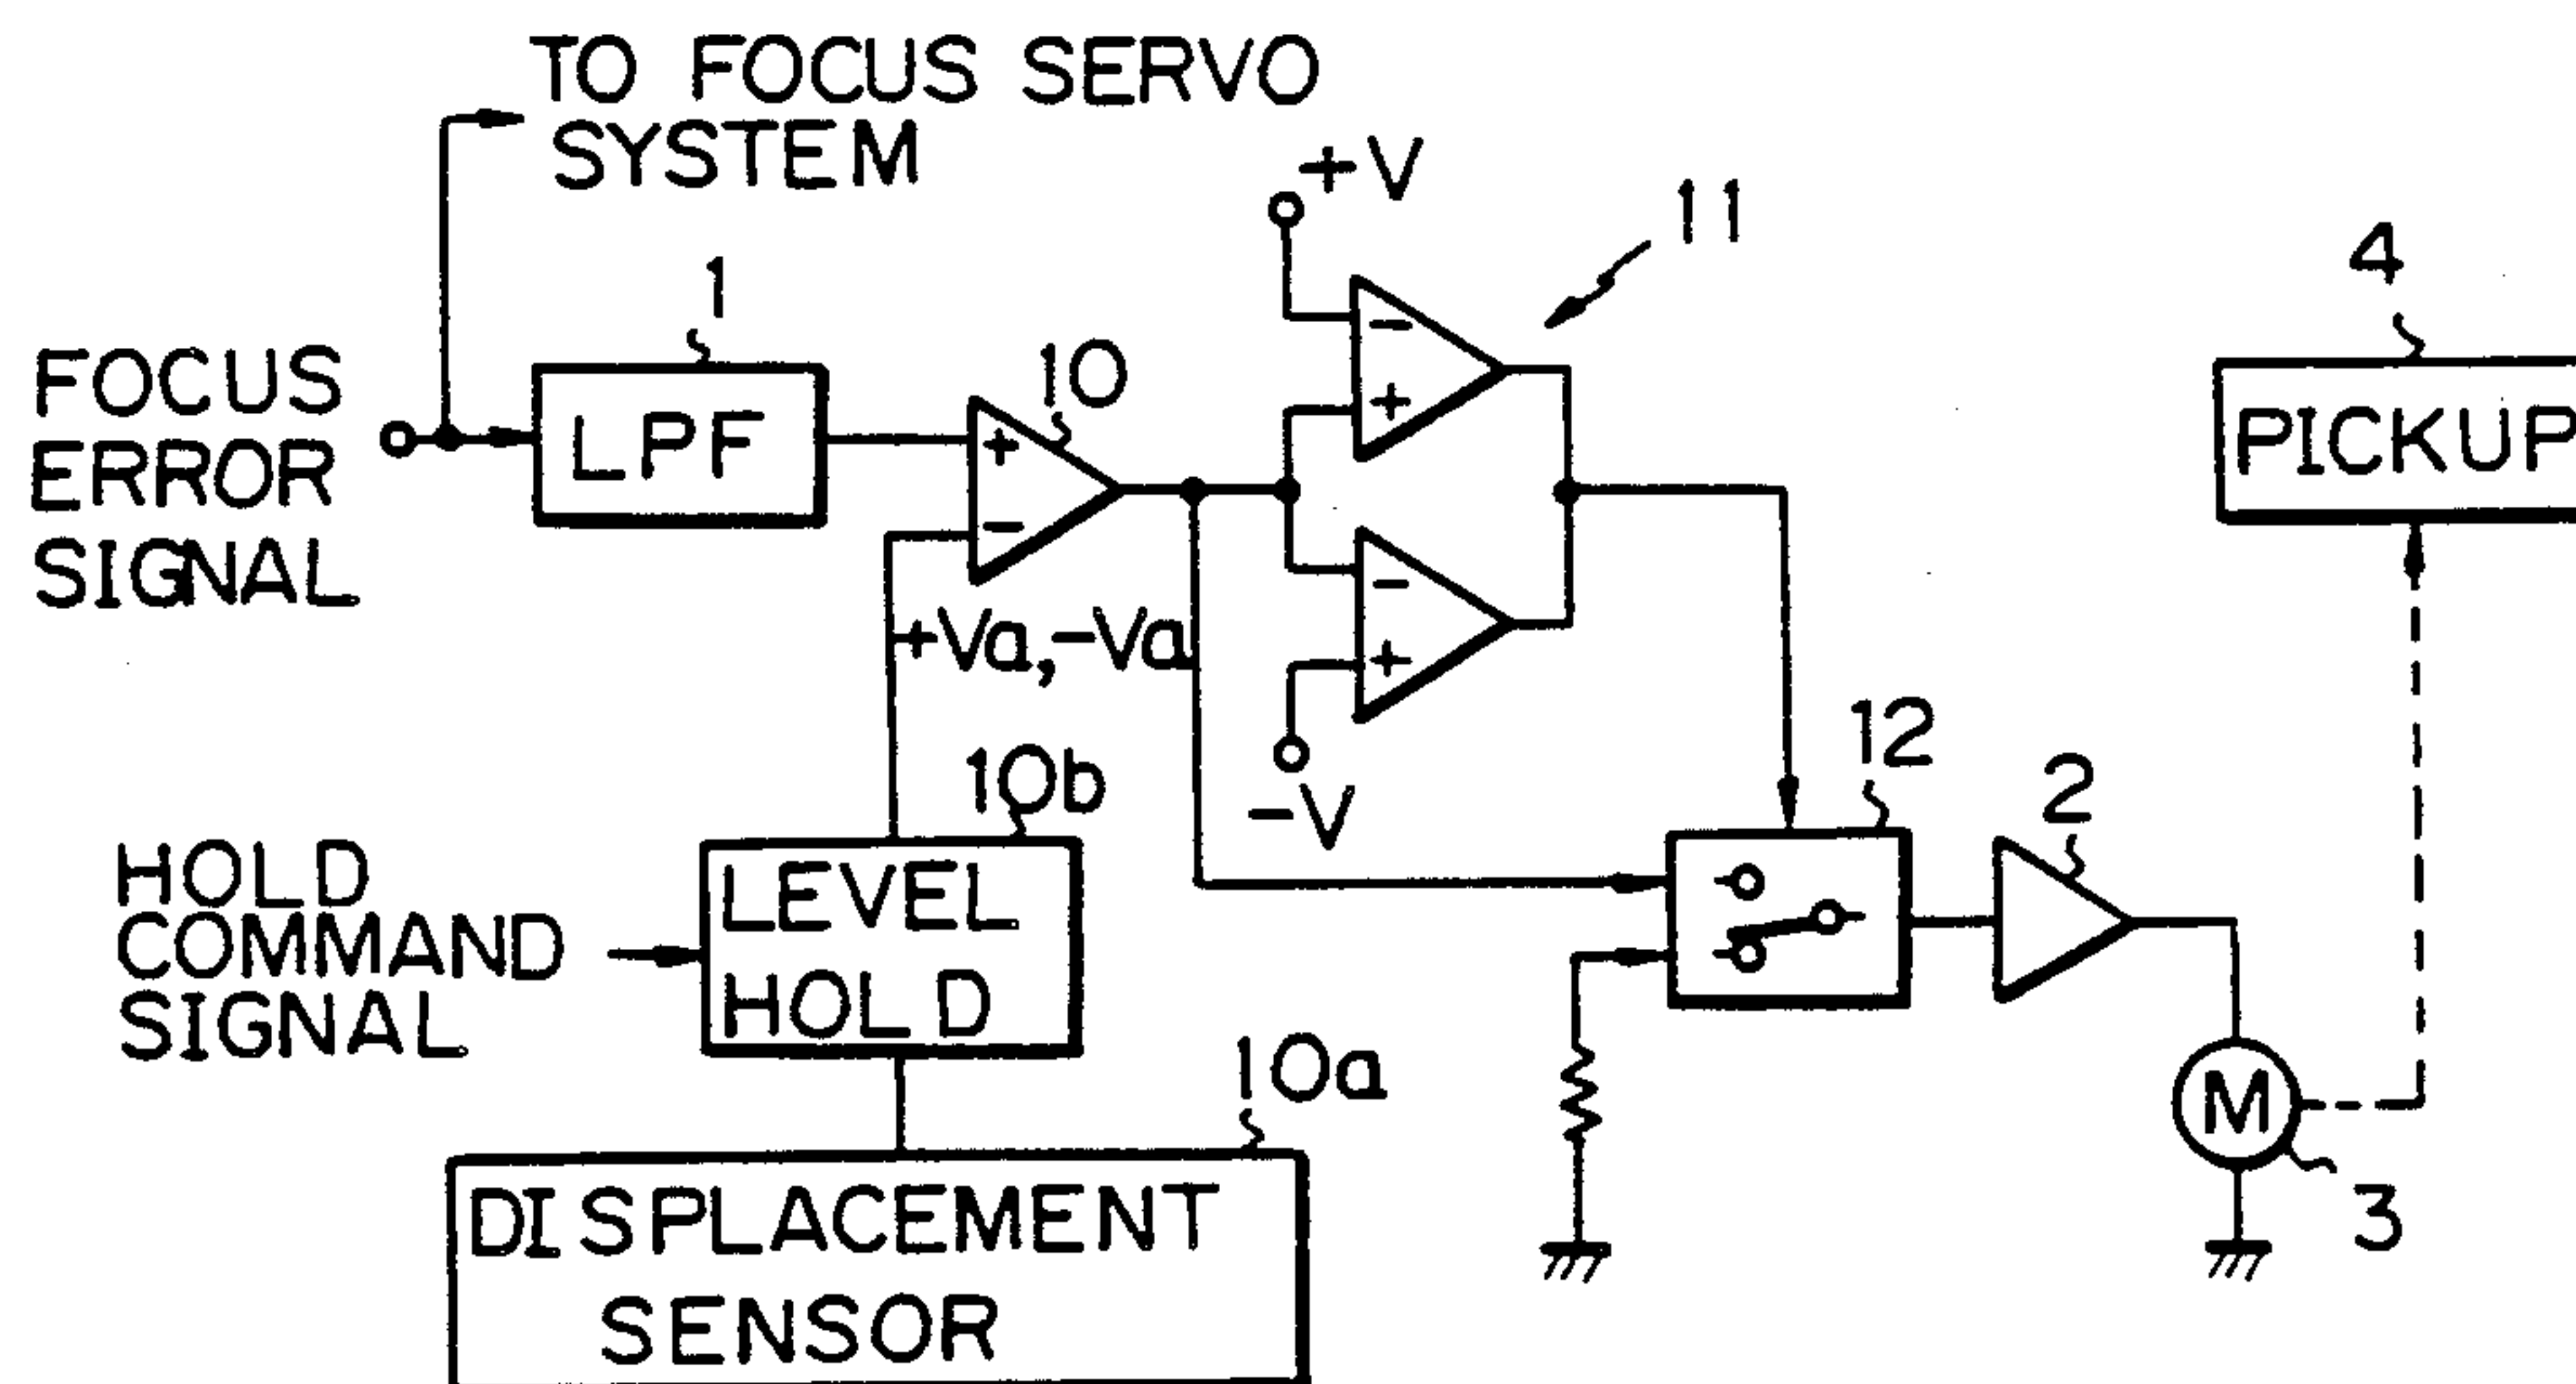 TO FOCUS SERVO
SYSTEM
+V
11
4
1
FOCUS
ERROR
SIGNAL
LPF
10
+
−
−
+
−
+
PICKUP
+Va,−Va
−V
12
2
10b
HOLD
COMMAND
SIGNAL
LEVEL
HOLD
10a
M
3
DISPLACEMENT
SENSOR